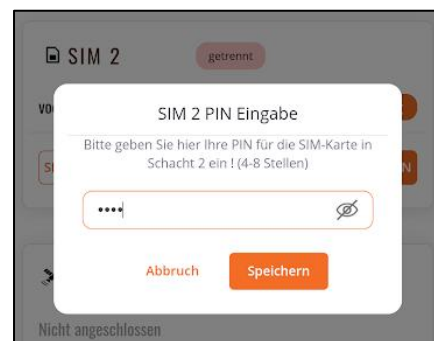 SIM 2
getrennt
SIM 2 PIN Eingabe
Bitte geben Sie hier Ihre PIN für die SIM-Karte in
Schacht 2 ein ! (4-8 Stellen)
••••
Abbruch
Speichern
Nicht angeschlossen